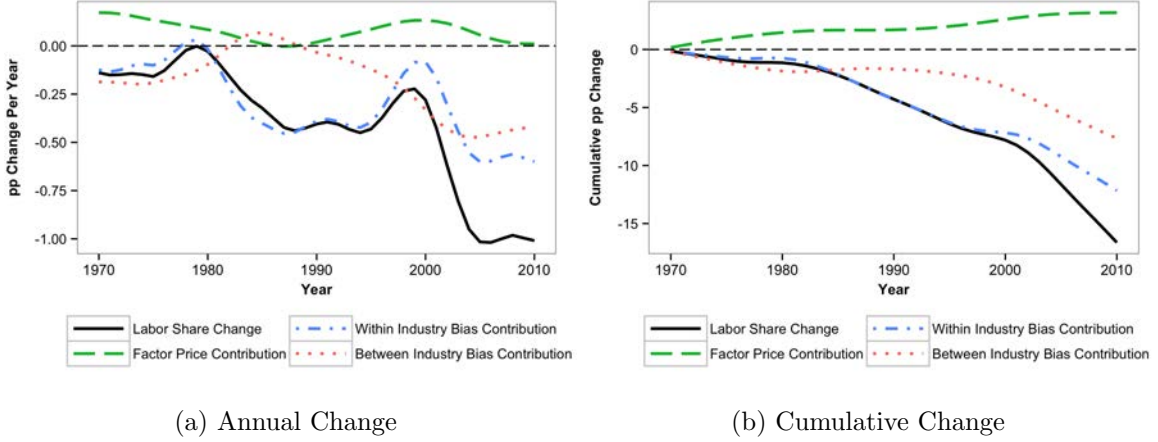 0.00
-0.25
-0.50
-0.75
-1.00
pp Change Per Year
1970 1980 1990 2000 2010
Year
Labor Share Change
Within Industry Bias Contribution
Factor Price Contribution
Between Industry Bias Contribution
(a) Annual Change
0
-5
-10
-15
Cumulative pp Change
1970 1980 1990 2000 2010
Year
Labor Share Change
Within Industry Bias Contribution
Factor Price Contribution
Between Industry Bias Contribution
(b) Cumulative Change